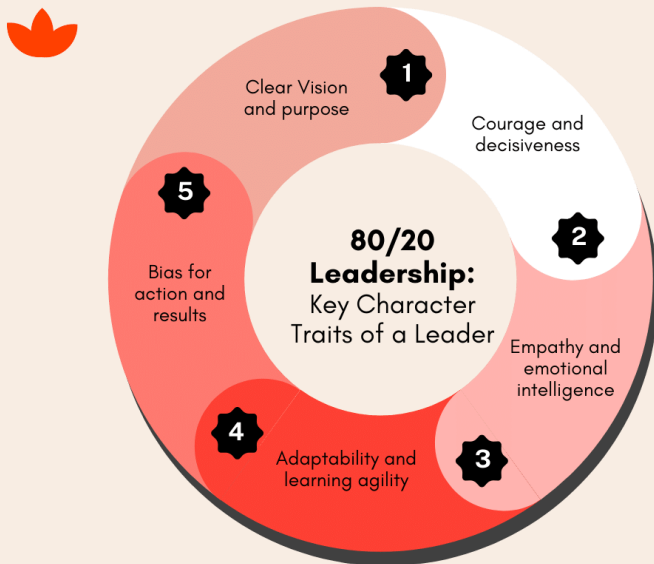 1
Clear Vision
and purpose
Courage and
decisiveness
2
Empathy and
emotional
intelligence
3
Adaptability and
learning agility
4
Bias for
action and
results
5
80/20
Leadership:
Key Character
Traits of a Leader